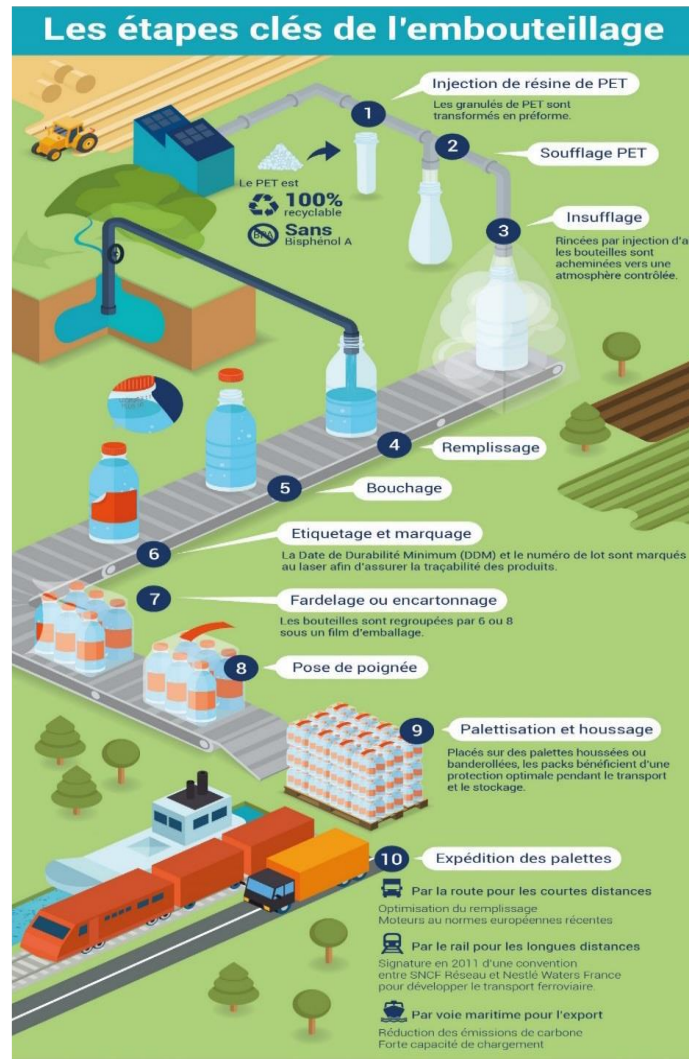 Les étapes clés de l'embouteillage
1
Injection de résine de PET
Les granulés de PET sont
transformés en préforme.
2
Soufflage PET
Le PET est
100%
recyclable
BPA
Sans
Bisphénol A
3
Insufflage
Rincées par injection d'a
les bouteilles sont
acheminées vers une
atmosphère contrôlée.
4
Remplissage
5
Bouchage
6
Etiquetage et marquage
La Date de Durabilité Minimum (DDM) et le numéro de lot sont marqués
au laser afin d'assurer la traçabilité des produits.
7
Fardelage ou encartonnage
Les bouteilles sont regroupées par 6 ou 8
sous un film d'emballage.
8
Pose de poignée
9
Palettisation et houssage
Placés sur des palettes houssées ou
banderollées, les packs bénéficient d'une
protection optimale pendant le transport
et le stockage.
10
Expédition des palettes
Par la route pour les courtes distances
Optimisation du remplissage
Moteurs au normes européennes récentes
Par le rail pour les longues distances
Signature en 2011 d'une convention
entre SNCF Réseau et Nestlé Waters France
pour développer le transport ferroviaire.
Par voie maritime pour l'export
Réduction des émissions de carbone
Forte capacité de chargement